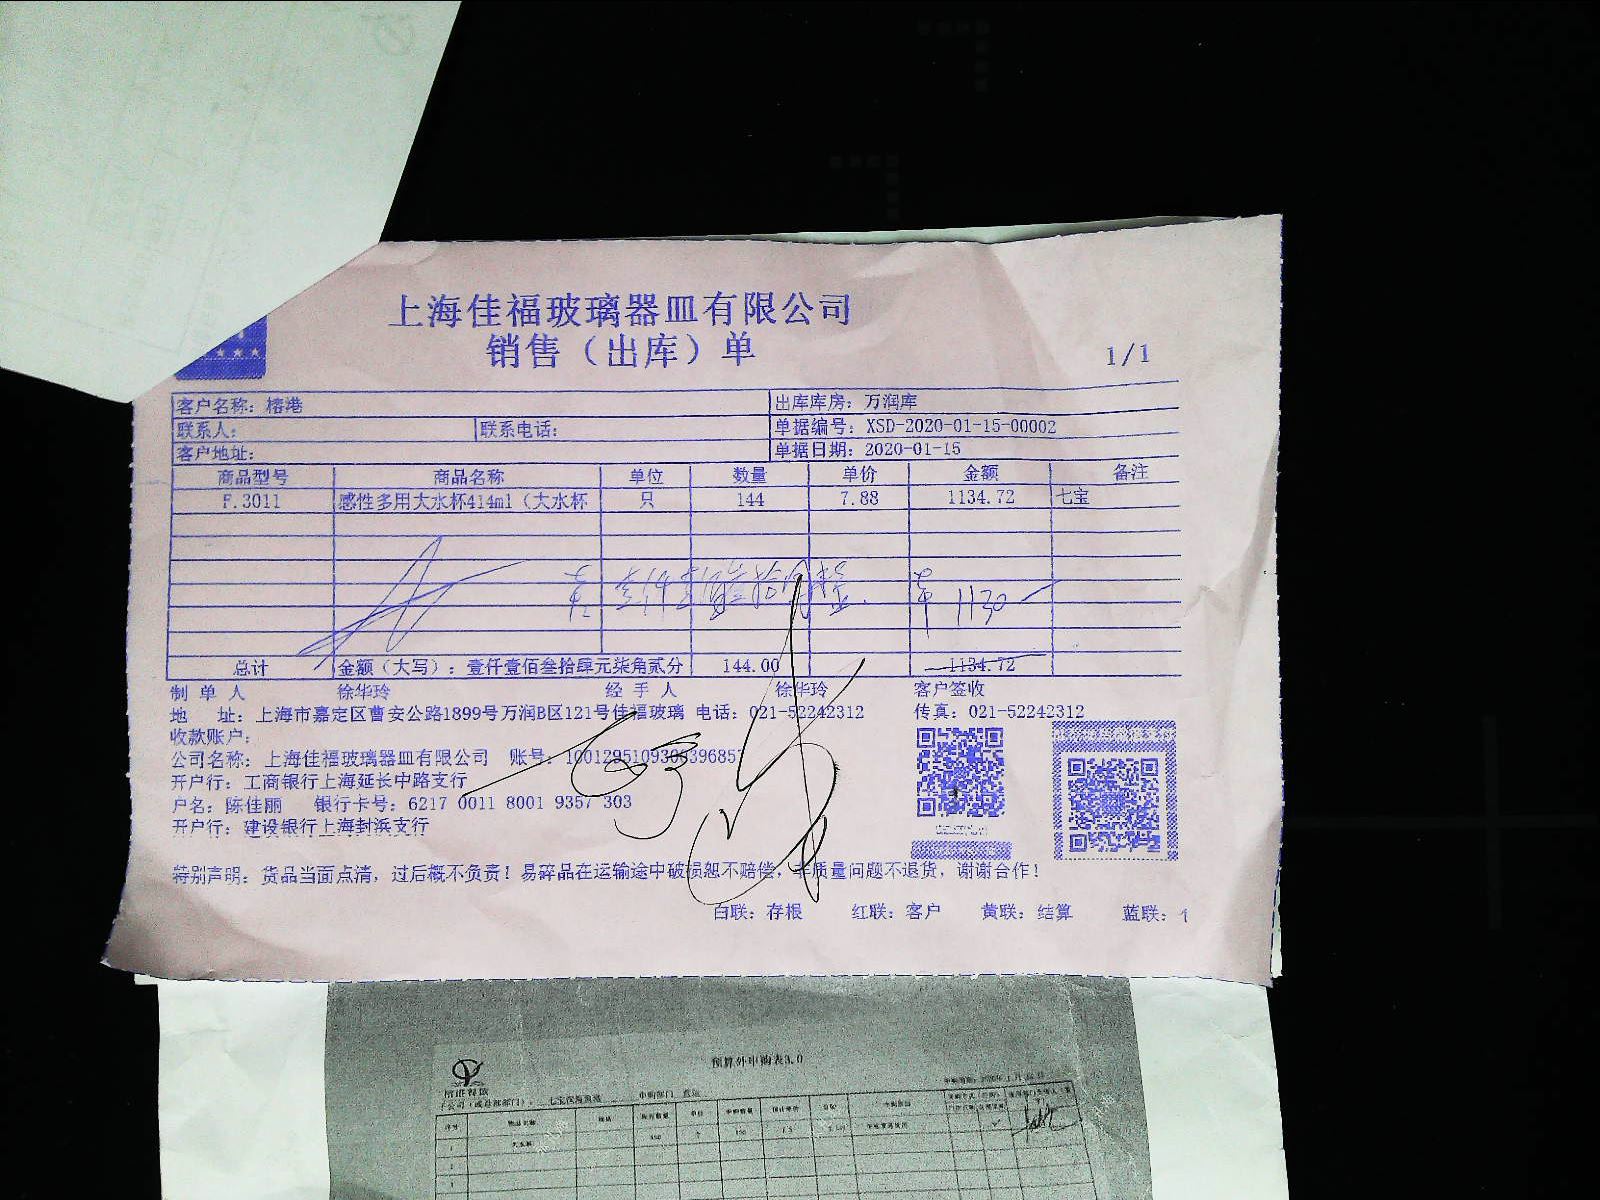 上海佳福玻璃器皿有限公司
销售（出库）单
1/1
客户名称：榕港 出库库房：万润库
联系人： 联系电话： 单据编号：XSD-2020-01-15-00002
客户地址： 单据日期：2020-01-15
商品型号 商品名称 单位 数量 单价 金额 备注
F.3011 感性多用大水杯414ml（大水杯 只 144 7.88 1134.72 七宝
1130
总计 金额（大写）：壹仟壹佰叁拾肆元柒角贰分 144.00 1134.72
制单人 徐华玲 经手人 徐华玲 客户签收
地 址：上海市嘉定区曹安公路1899号万润B区121号佳福玻璃 电话：021-52242312 传真：021-52242312
收款账户：
公司名称：上海佳福玻璃器皿有限公司 账号：
开户行：工商银行上海延长中路支行
户名：陈佳丽 银行卡号：6217 0011 8001 9357 303
开户行：建设银行上海封浜支行
特别声明：货品当面点清，过后概不负责！易碎品在运输途中破损恕不赔偿，非质量问题不退货，谢谢合作！
白联：存根 红联：客户 黄联：结算 蓝联：
预算外申购表3.0